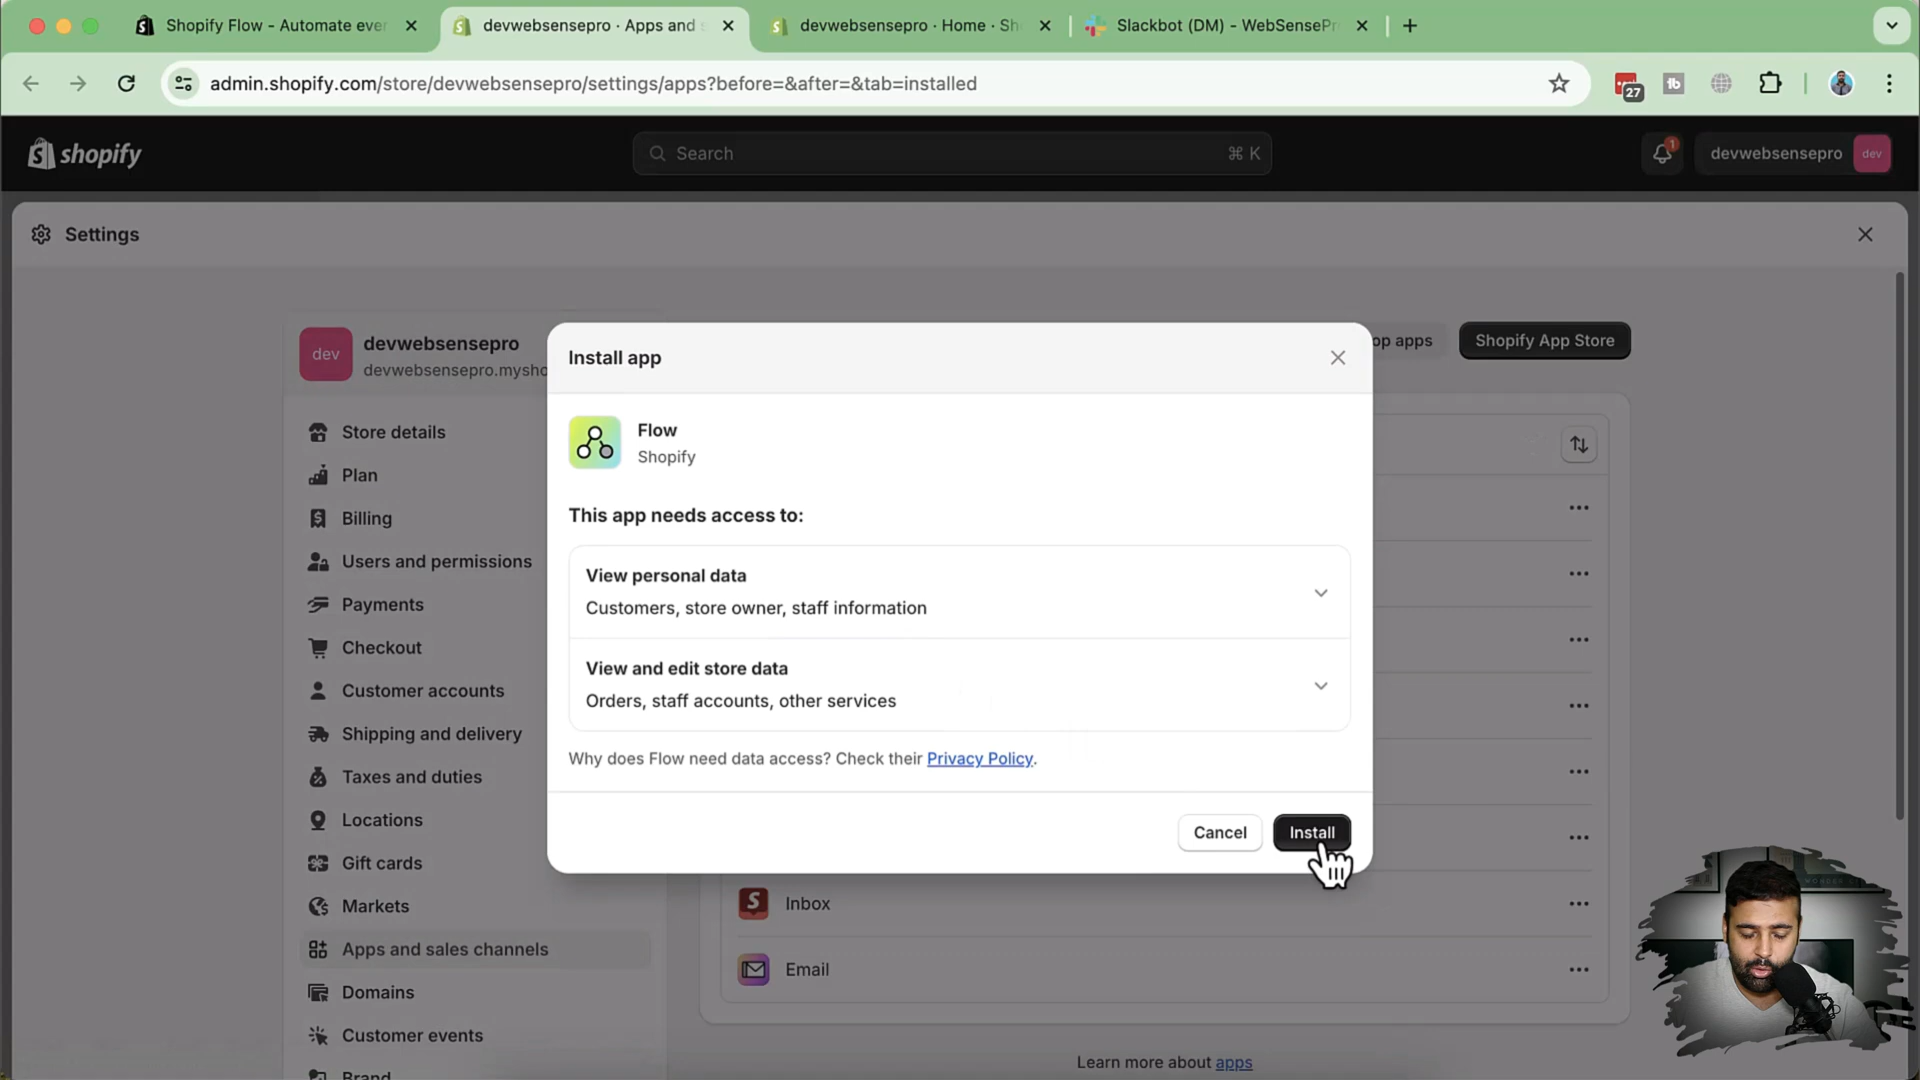 Shopify Flow - Automate ever
devwebsensepro · Apps and s
devwebsensepro · Home · Sh
Slackbot (DM) - WebSensePr
admin.shopify.com/store/devwebsensepro/settings/apps?before=&after=&tab=installed
27
tb
shopify
Search
⌘ K
1
devwebsensepro
dev
Settings
dev
devwebsensepro
devwebsensepro.mysho
op apps
Shopify App Store
Install app
Flow
Shopify
This app needs access to:
View personal data
Customers, store owner, staff information
View and edit store data
Orders, staff accounts, other services
Why does Flow need data access? Check their Privacy Policy.
Cancel
Install
Store details
Plan
Billing
Users and permissions
Payments
Checkout
Customer accounts
Shipping and delivery
Taxes and duties
Locations
Gift cards
Markets
Apps and sales channels
Domains
Customer events
Brand
Inbox
Email
Learn more about apps